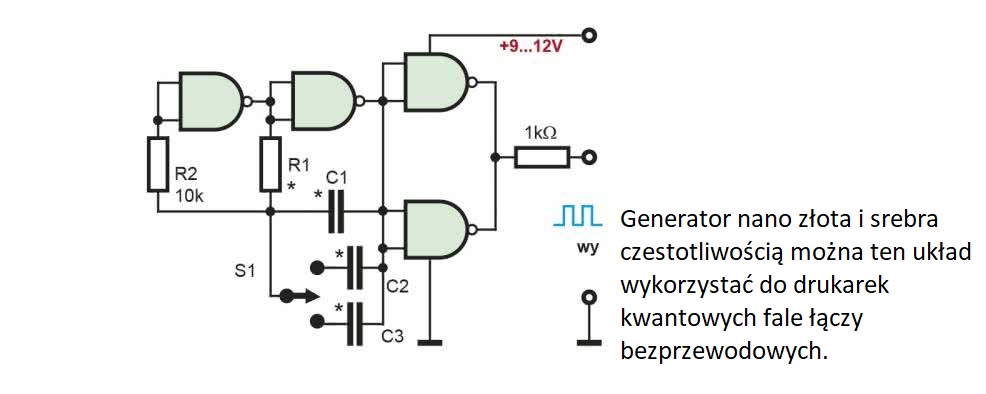 +9...12V
1kΩ
R2
10k
R1
*
C1
*
S1
*
C2
*
C3
wy
Generator nano złota i srebra
czestotliwością można ten układ
wykorzystać do drukarek
kwantowych fale łączy
bezprzewodowych.